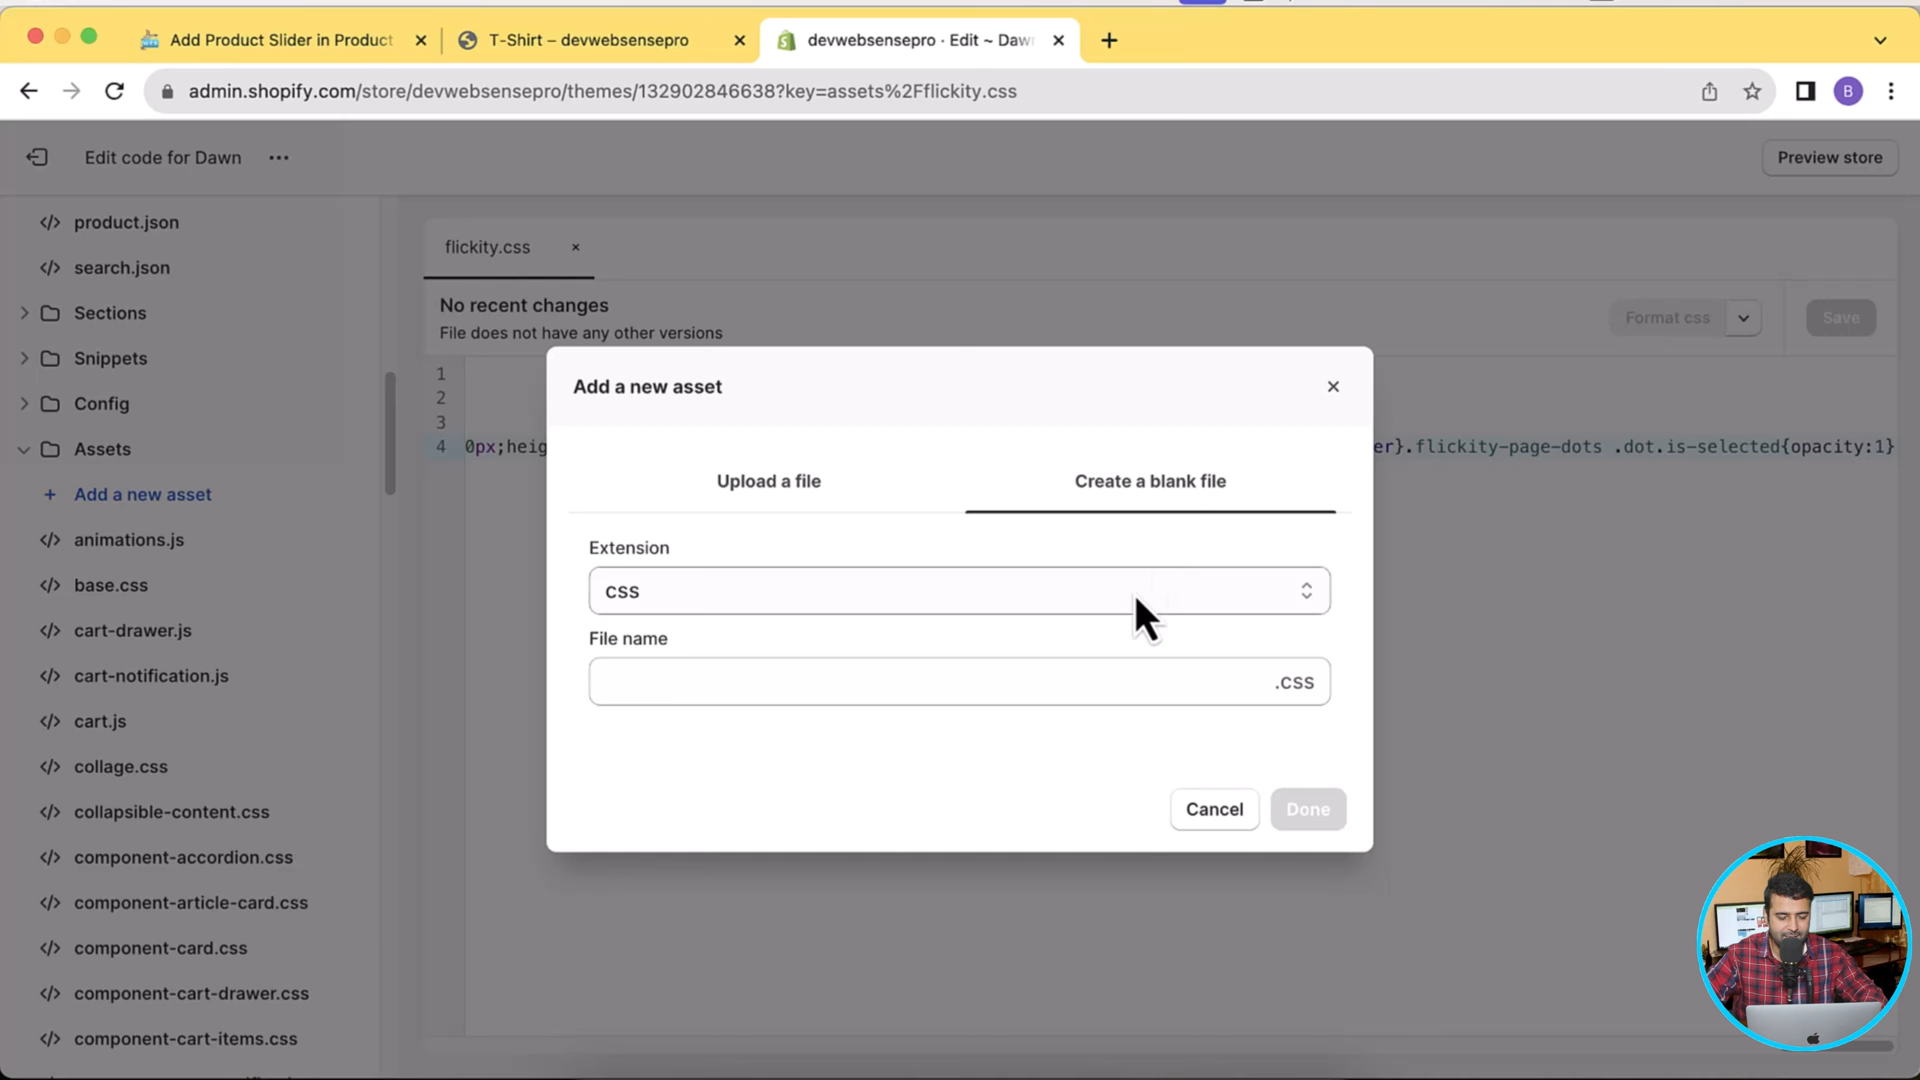 Add Product Slider in Product
T-Shirt – devwebsensepro
devwebsensepro · Edit ~ Daw
admin.shopify.com/store/devwebsensepro/themes/132902846638?key=assets%2Fflickity.css
B
Edit code for Dawn
Preview store
product.json
search.json
Sections
Snippets
Config
Assets
Add a new asset
animations.js
base.css
cart-drawer.js
cart-notification.js
cart.js
collage.css
collapsible-content.css
component-accordion.css
component-article-card.css
component-card.css
component-cart-drawer.css
component-cart-items.css
flickity.css
No recent changes
File does not have any other versions
Format css
Save
1
2
3
4 0px;heig er}.flickity-page-dots .dot.is-selected{opacity:1}
Add a new asset
Upload a file
Create a blank file
Extension
css
File name
.css
Cancel
Done